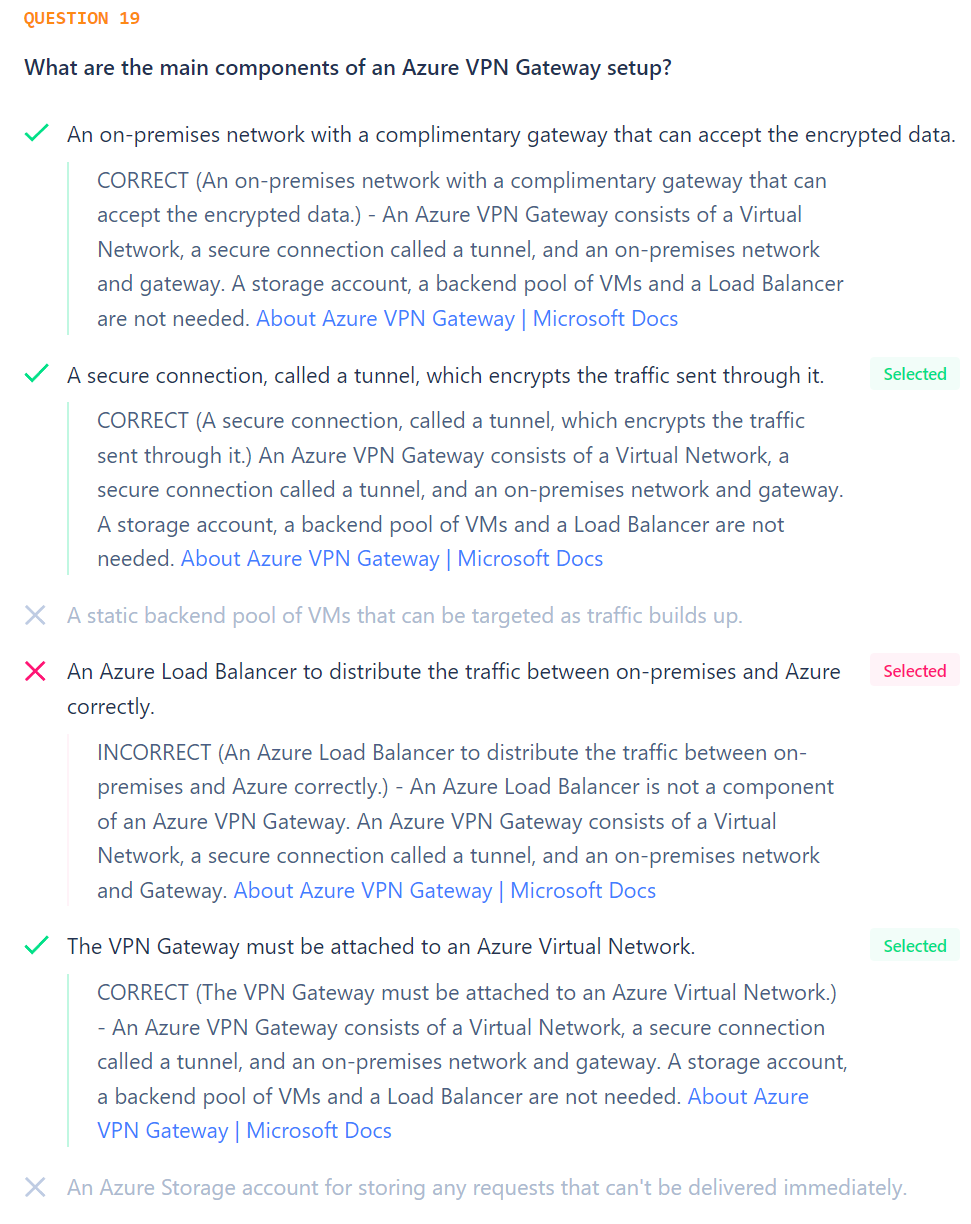 QUESTION 19
What are the main components of an Azure VPN Gateway setup?
An on-premises network with a complimentary gateway that can accept the encrypted data.
CORRECT (An on-premises network with a complimentary gateway that can
accept the encrypted data.) - An Azure VPN Gateway consists of a Virtual
Network, a secure connection called a tunnel, and an on-premises network
and gateway. A storage account, a backend pool of VMs and a Load Balancer
are not needed. About Azure VPN Gateway | Microsoft Docs
A secure connection, called a tunnel, which encrypts the traffic sent through it. Selected
CORRECT (A secure connection, called a tunnel, which encrypts the traffic
sent through it.) An Azure VPN Gateway consists of a Virtual Network, a
secure connection called a tunnel, and an on-premises network and gateway.
A storage account, a backend pool of VMs and a Load Balancer are not
needed. About Azure VPN Gateway | Microsoft Docs
A static backend pool of VMs that can be targeted as traffic builds up.
An Azure Load Balancer to distribute the traffic between on-premises and Azure Selected
correctly.
INCORRECT (An Azure Load Balancer to distribute the traffic between on-
premises and Azure correctly.) - An Azure Load Balancer is not a component
of an Azure VPN Gateway. An Azure VPN Gateway consists of a Virtual
Network, a secure connection called a tunnel, and an on-premises network
and Gateway. About Azure VPN Gateway | Microsoft Docs
The VPN Gateway must be attached to an Azure Virtual Network. Selected
CORRECT (The VPN Gateway must be attached to an Azure Virtual Network.)
- An Azure VPN Gateway consists of a Virtual Network, a secure connection
called a tunnel, and an on-premises network and gateway. A storage account,
a backend pool of VMs and a Load Balancer are not needed. About Azure
VPN Gateway | Microsoft Docs
An Azure Storage account for storing any requests that can't be delivered immediately.